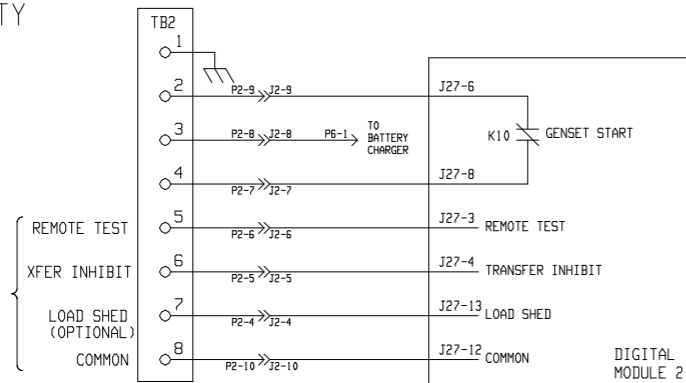 TY
TB2
1
2 P2-9 J2-9 J27-6
3 P2-8 J2-8 P6-1 TO
BATTERY
CHARGER
K10 GENSET START
4 P2-7 J2-7 J27-8
REMOTE TEST 5 P2-6 J2-6 J27-3 REMOTE TEST
XFER INHIBIT 6 P2-5 J2-5 J27-4 TRANSFER INHIBIT
LOAD SHED
(OPTIONAL) 7 P2-4 J2-4 J27-13 LOAD SHED
COMMON 8 P2-10 J2-10 J27-12 COMMON
DIGITAL
MODULE 2